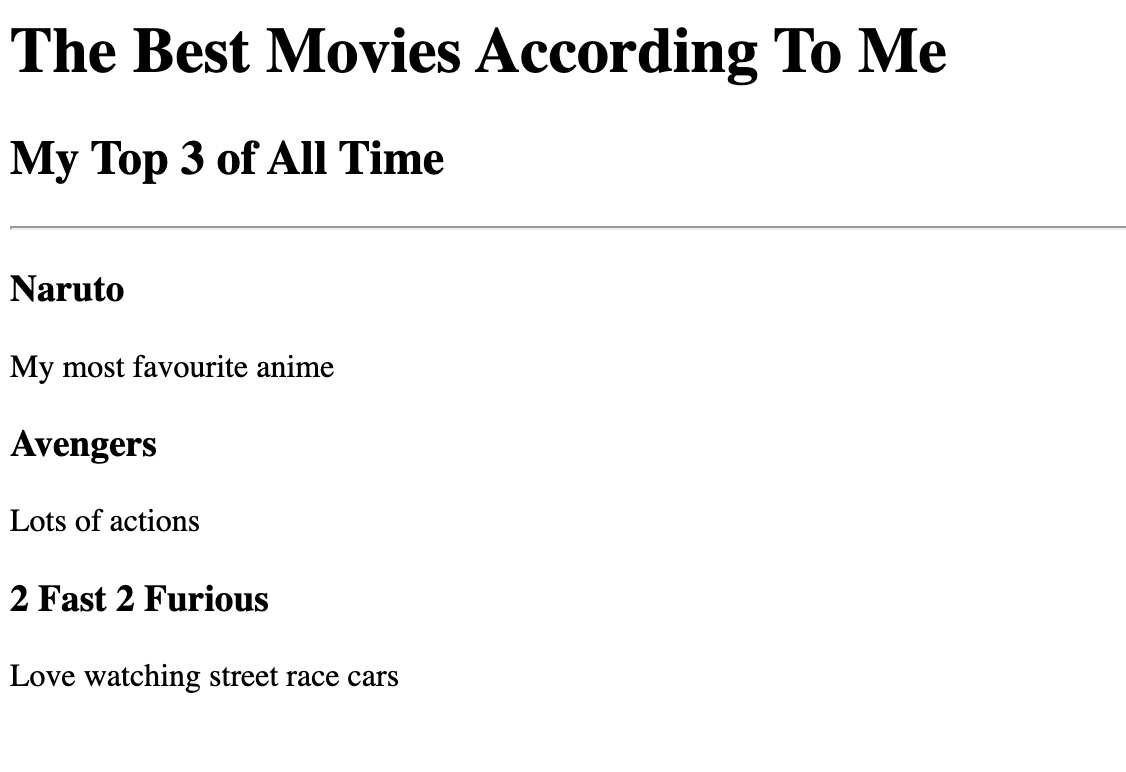 The Best Movies According To Me
My Top 3 of All Time
Naruto
My most favourite anime
Avengers
Lots of actions
2 Fast 2 Furious
Love watching street race cars